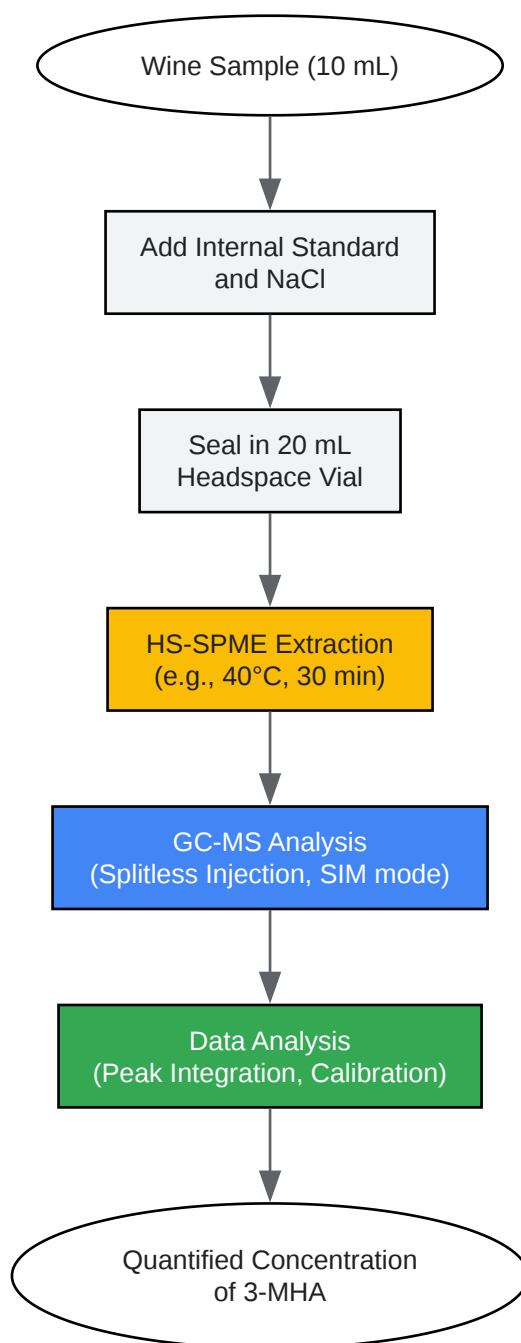 Wine Sample (10 mL)
Add Internal Standard
and NaCl
Seal in 20 mL
Headspace Vial
HS-SPME Extraction
(e.g., 40°C, 30 min)
GC-MS Analysis
(Splitless Injection, SIM mode)
Data Analysis
(Peak Integration, Calibration)
Quantified Concentration
of 3-MHA